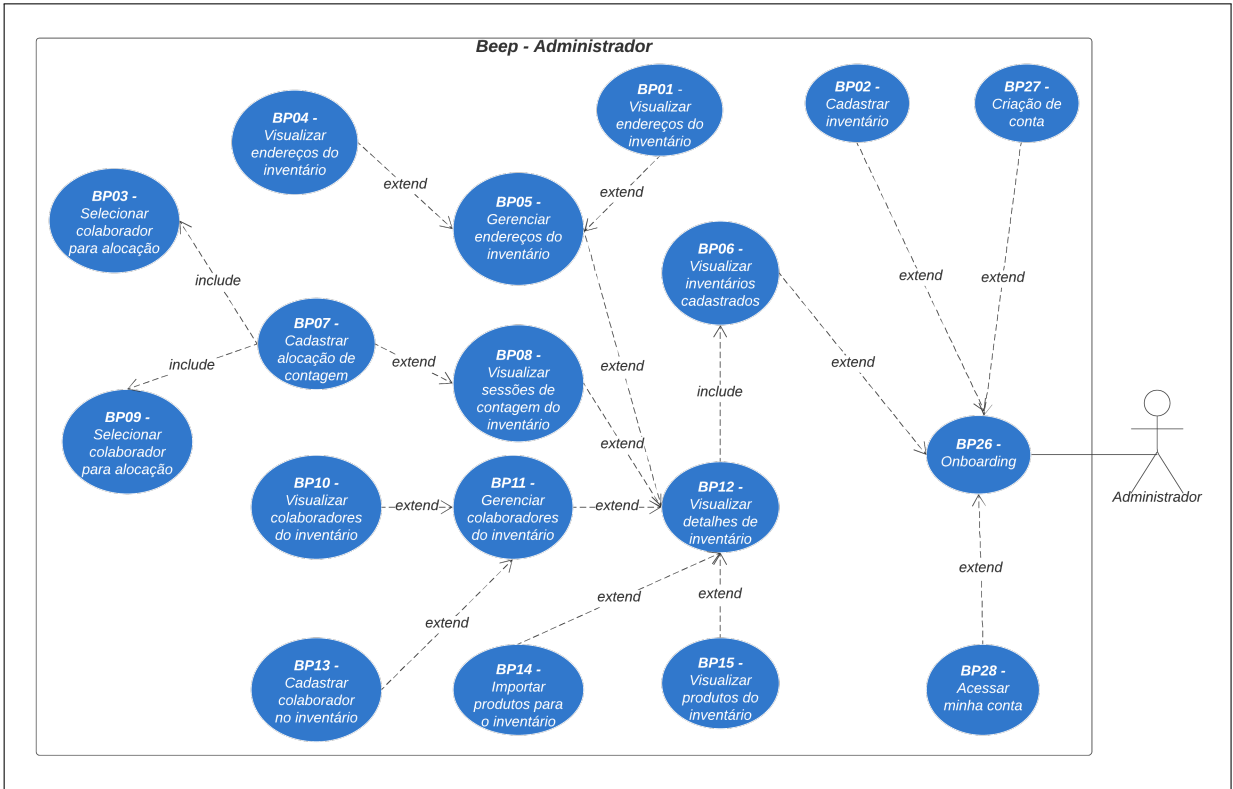 Beep - Administrador
BP01 -
Visualizar
endereços do
inventário
BP02 -
Cadastrar
inventário
BP27 -
Criação de
conta
BP04 -
Visualizar
endereços do
inventário
BP03 -
Selecionar
colaborador
para alocação
extend
extend
BP05 -
Gerenciar
endereços do
inventário
BP06 -
Visualizar
inventários
cadastrados
include
extend
extend
BP07 -
Cadastrar
alocação de
contagem
include
extend
BP08 -
Visualizar
sessões de
contagem do
inventário
extend
extend
include
BP09 -
Selecionar
colaborador
para alocação
extend
BP26 -
Onboarding
Administrador
BP10 -
Visualizar
colaboradores
do inventário
extend
BP11 -
Gerenciar
colaboradores
do inventário
extend
BP12 -
Visualizar
detalhes de
inventário
extend
extend
extend
extend
BP13 -
Cadastrar
colaborador
no inventário
BP14 -
Importar
produtos para
o inventário
BP15 -
Visualizar
produtos do
inventário
BP28 -
Acessar
minha conta